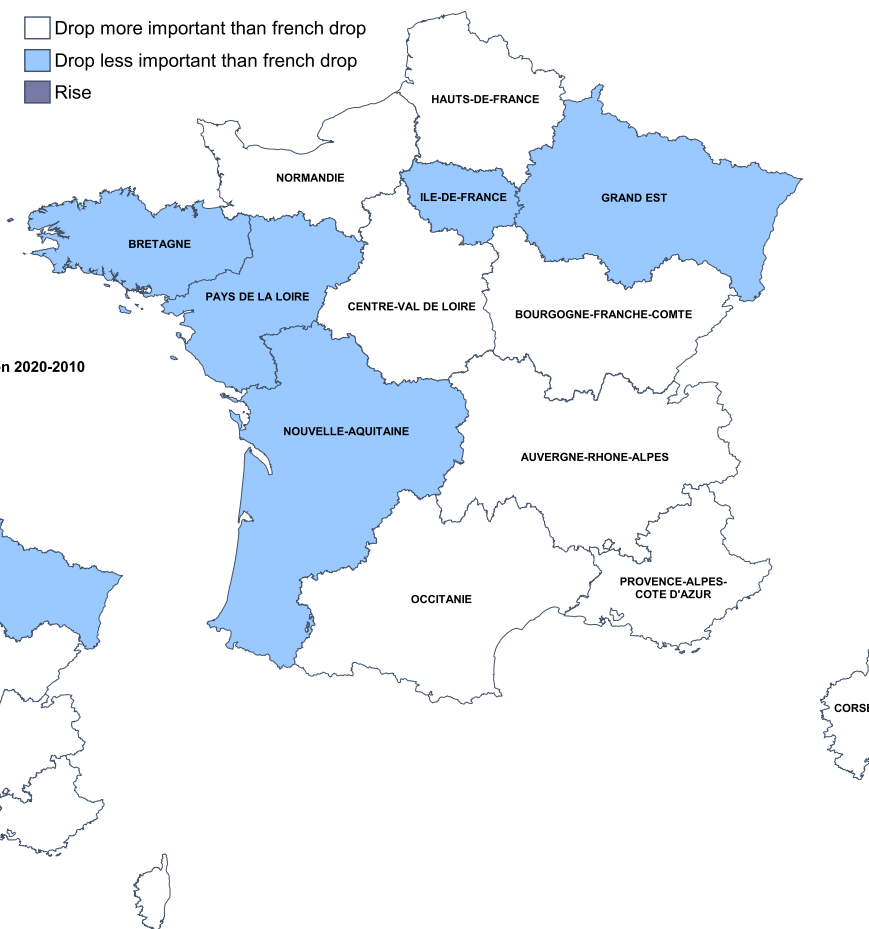 Drop more important than french drop
Drop less important than french drop
Rise
HAUTS-DE-FRANCE
NORMANDIE
ILE-DE-FRANCE
GRAND EST
BRETAGNE
PAYS DE LA LOIRE
CENTRE-VAL DE LOIRE
BOURGOGNE-FRANCHE-COMTE
2020-2010
NOUVELLE-AQUITAINE
AUVERGNE-RHONE-ALPES
PROVENCE-ALPES-
COTE D'AZUR
OCCITANIE